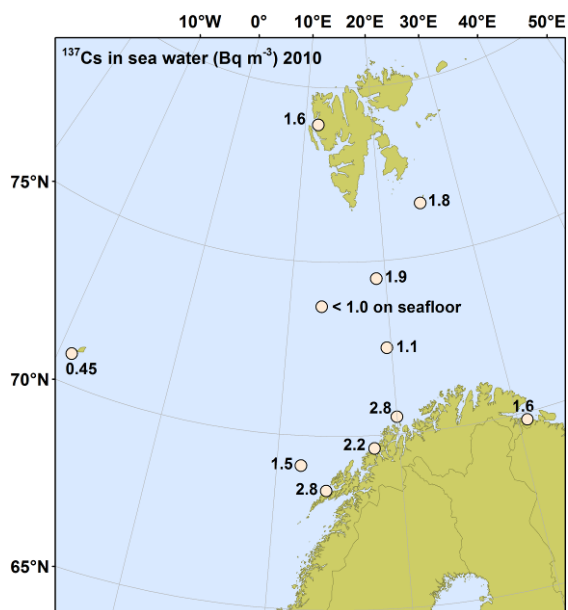 10°W 0° 10°E 20°E 30°E 40°E 50°E
¹³⁷Cs in sea water (Bq m⁻³) 2010
1.6
75°N
1.8
1.9
< 1.0 on seafloor
1.1
0.45
70°N
2.8
1.6
2.2
1.5
2.8
65°N